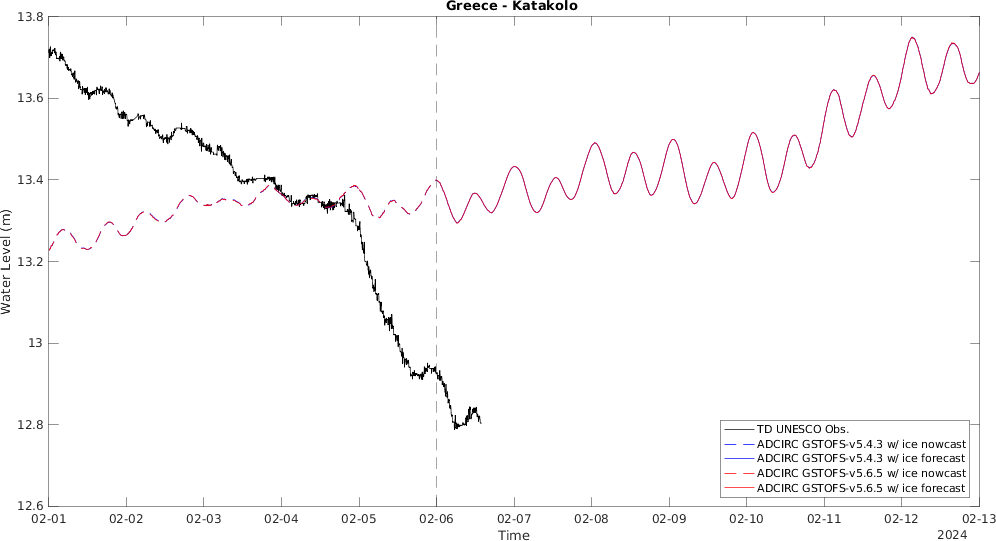 Greece - Katakolo
13.8
13.6
13.4
13.2
13
12.8
12.6
Water Level (m)
TD UNESCO Obs.
ADCIRC GSTOFS-v5.4.3 w/ ice nowcast
ADCIRC GSTOFS-v5.4.3 w/ ice forecast
ADCIRC GSTOFS-v5.6.5 w/ ice nowcast
ADCIRC GSTOFS-v5.6.5 w/ ice forecast
02-01 02-02 02-03 02-04 02-05 02-06 02-07 02-08 02-09 02-10 02-11 02-12 02-13
Time
2024